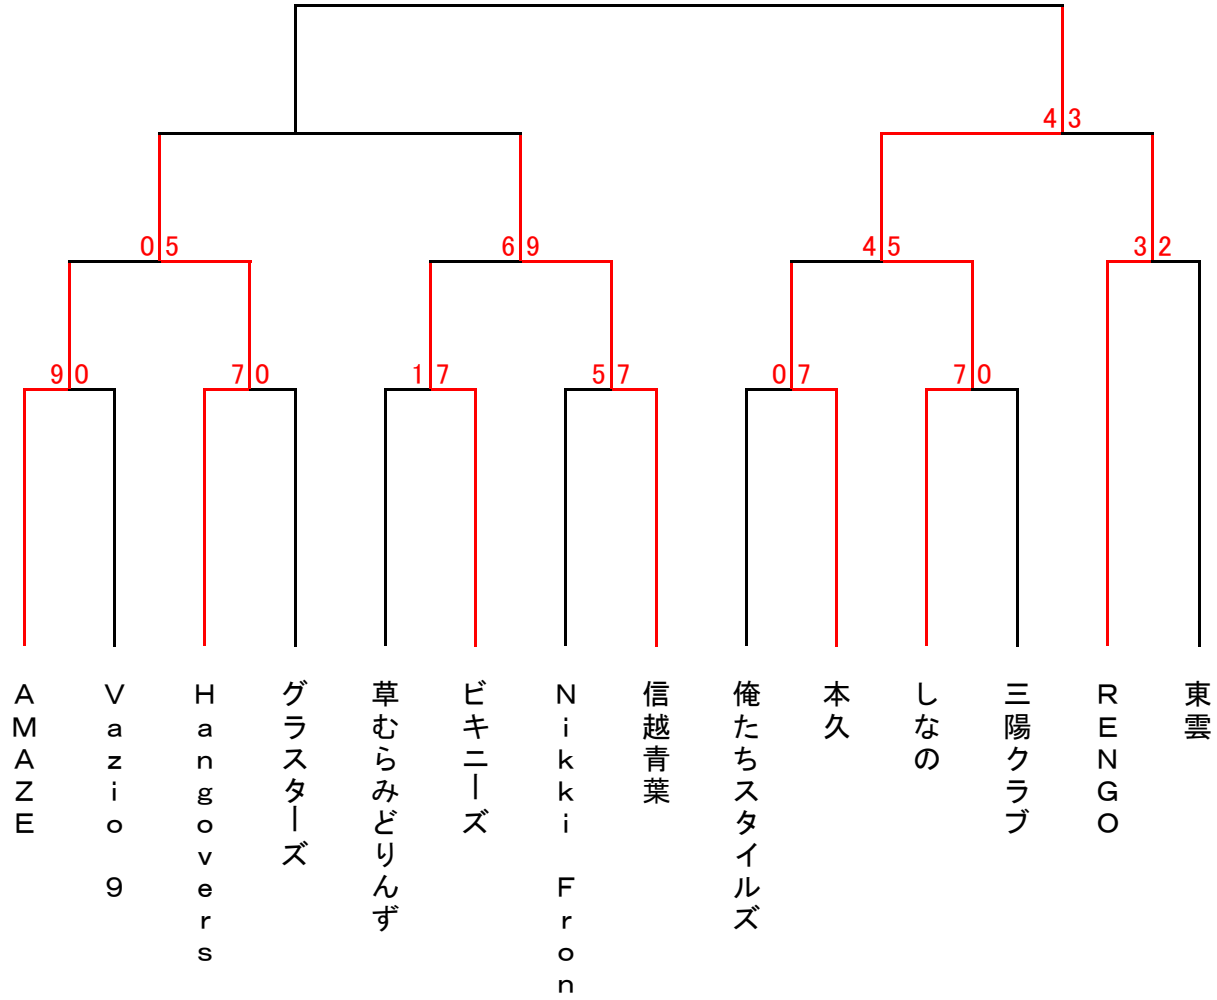 4 3
0 5
6 9
4 5
3 2
9 0
7 0
1 7
5 7
0 7
7 0
AMAZE
Vazio 9
Hangovers
グラスターズ
草むらみどりんず
ビキニーズ
Nikki Fron
信越青葉
俺たちスタイルズ
本久
しなの
三陽クラブ
RENGO
東雲